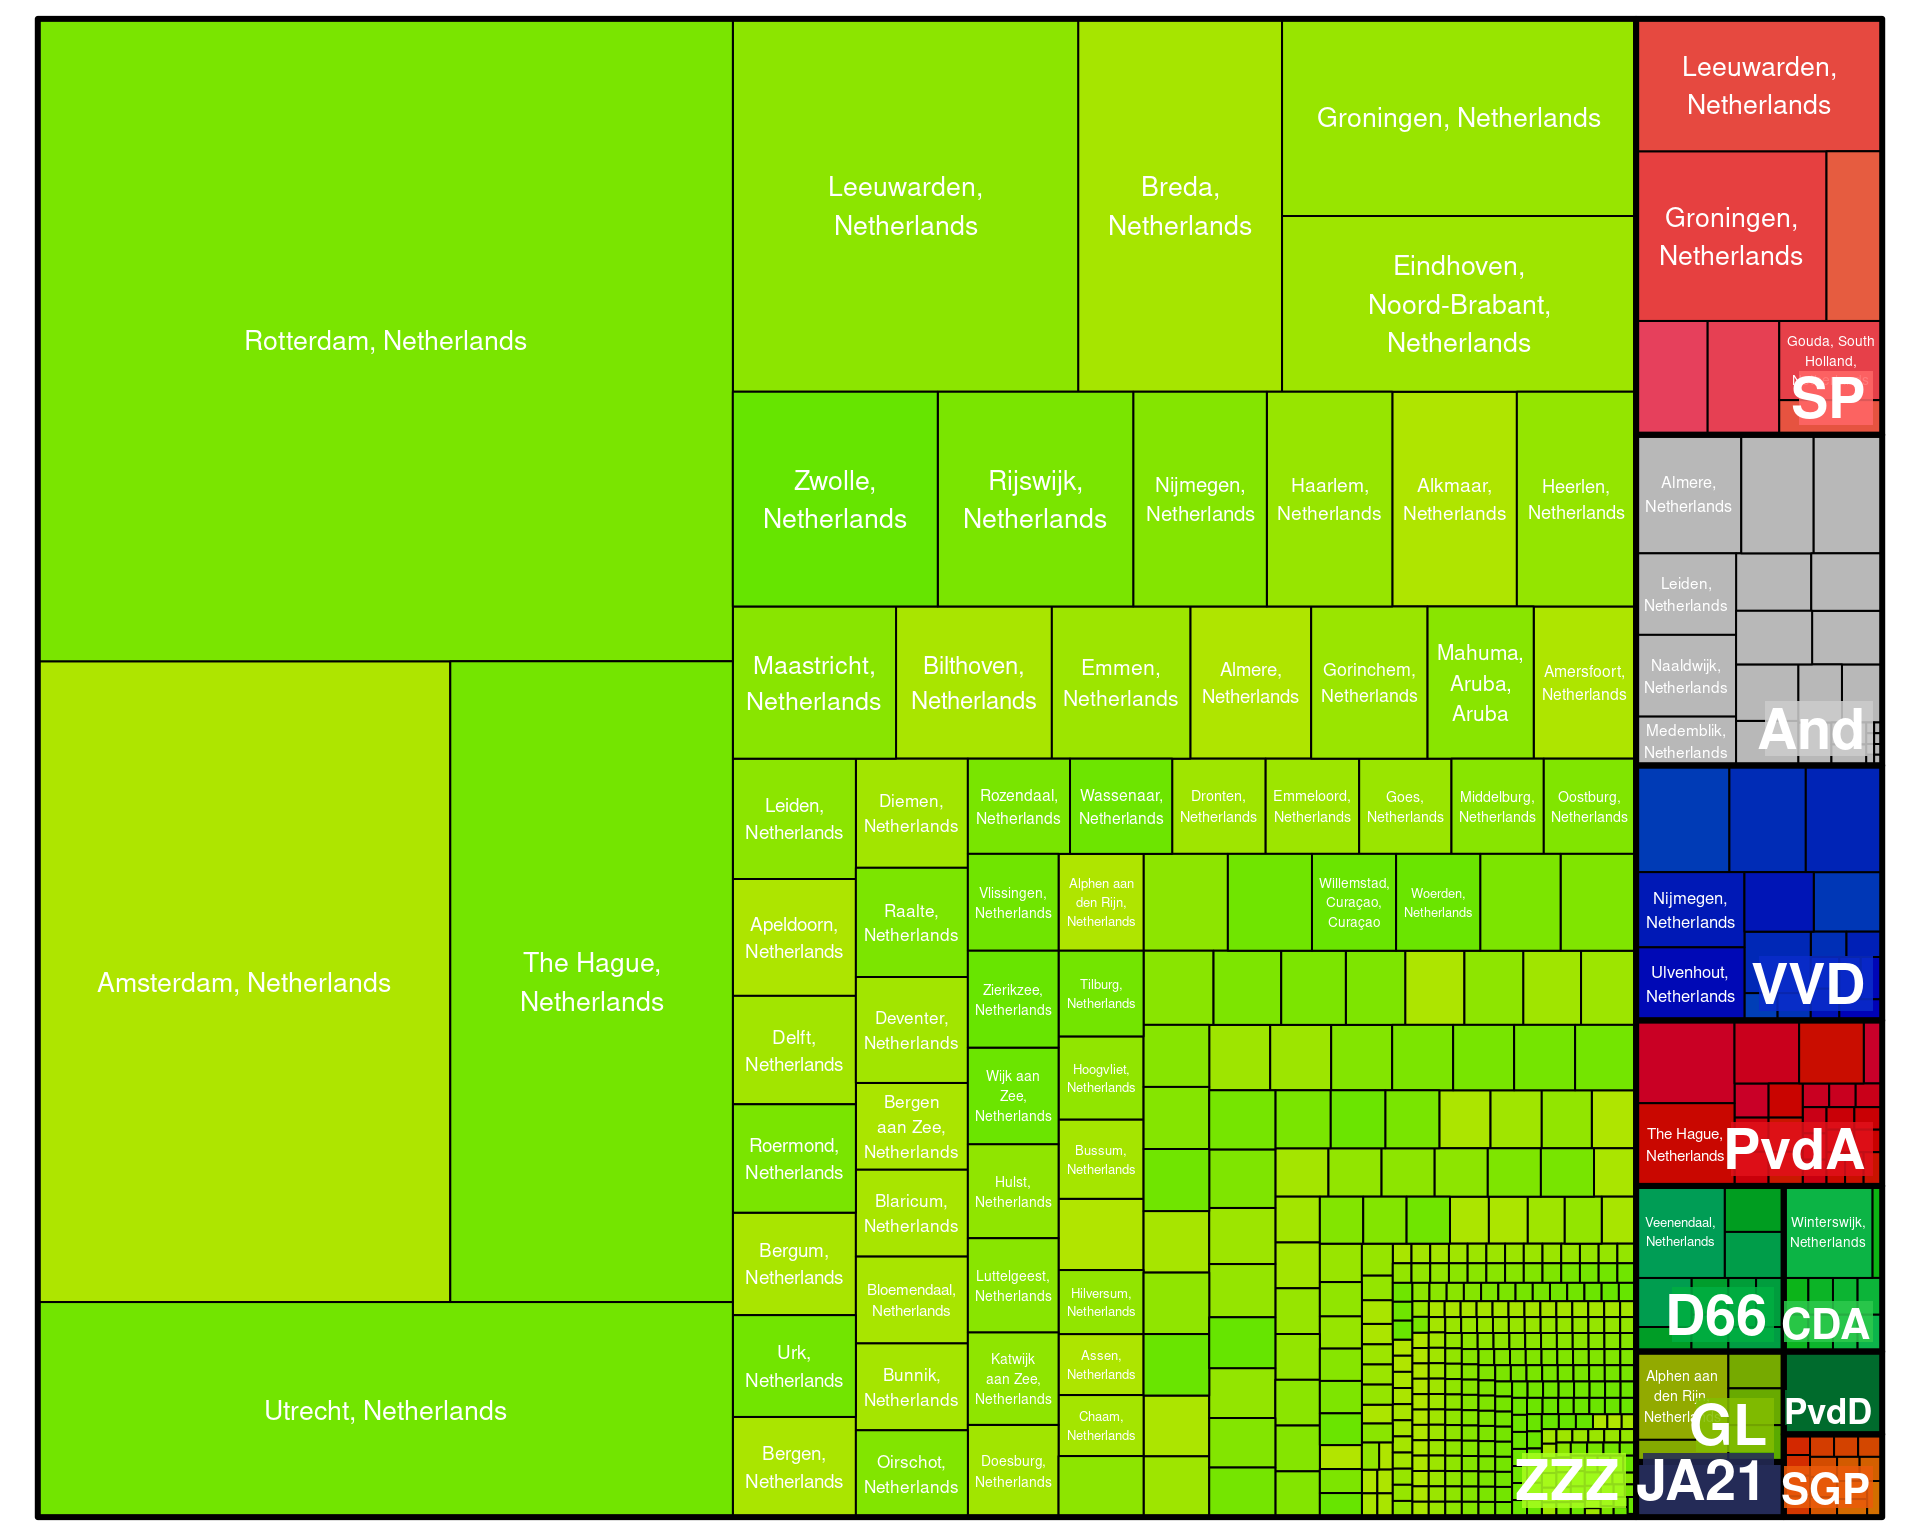 Rotterdam, Netherlands
Amsterdam, Netherlands
The Hague,
Netherlands
Utrecht, Netherlands
Leeuwarden,
Netherlands
Breda,
Netherlands
Groningen, Netherlands
Eindhoven,
Noord-Brabant,
Netherlands
Zwolle,
Netherlands
Rijswijk,
Netherlands
Nijmegen,
Netherlands
Haarlem,
Netherlands
Alkmaar,
Netherlands
Heerlen,
Netherlands
Maastricht,
Netherlands
Bilthoven,
Netherlands
Emmen,
Netherlands
Almere,
Netherlands
Gorinchem,
Netherlands
Mahuma,
Aruba,
Aruba
Amersfoort,
Netherlands
Leiden,
Netherlands
Apeldoorn,
Netherlands
Delft,
Netherlands
Roermond,
Netherlands
Bergum,
Netherlands
Urk,
Netherlands
Bergen,
Netherlands
Diemen,
Netherlands
Raalte,
Netherlands
Deventer,
Netherlands
Bergen
aan Zee,
Netherlands
Blaricum,
Netherlands
Bloemendaal,
Netherlands
Bunnik,
Netherlands
Oirschot,
Netherlands
Rozendaal,
Netherlands
Wassenaar,
Netherlands
Dronten,
Netherlands
Emmeloord,
Netherlands
Goes,
Netherlands
Middelburg,
Netherlands
Oostburg,
Netherlands
Vlissingen,
Netherlands
Zierikzee,
Netherlands
Wijk aan
Zee,
Netherlands
Hulst,
Netherlands
Luttelgeest,
Netherlands
Katwijk
aan Zee,
Netherlands
Doesburg,
Netherlands
Alphen aan
den Rijn,
Netherlands
Tilburg,
Netherlands
Hoogvliet,
Netherlands
Bussum,
Netherlands
Hilversum,
Netherlands
Assen,
Netherlands
Chaam,
Netherlands
Willemstad,
Curaçao,
Curaçao
Woerden,
Netherlands
ZZZ
Leeuwarden,
Netherlands
Groningen,
Netherlands
Gouda, South
Holland,
SP
Almere,
Netherlands
Leiden,
Netherlands
Naaldwijk,
Netherlands
Medemblik,
Netherlands
And
Nijmegen,
Netherlands
Ulvenhout,
Netherlands
VVD
The Hague,
Netherlands
PvdA
Veenendaal,
Netherlands
D66
Winterswijk,
Netherlands
CDA
Alphen aan
den Rijn,
Netherlands
GL
PvdD
JA21
SGP